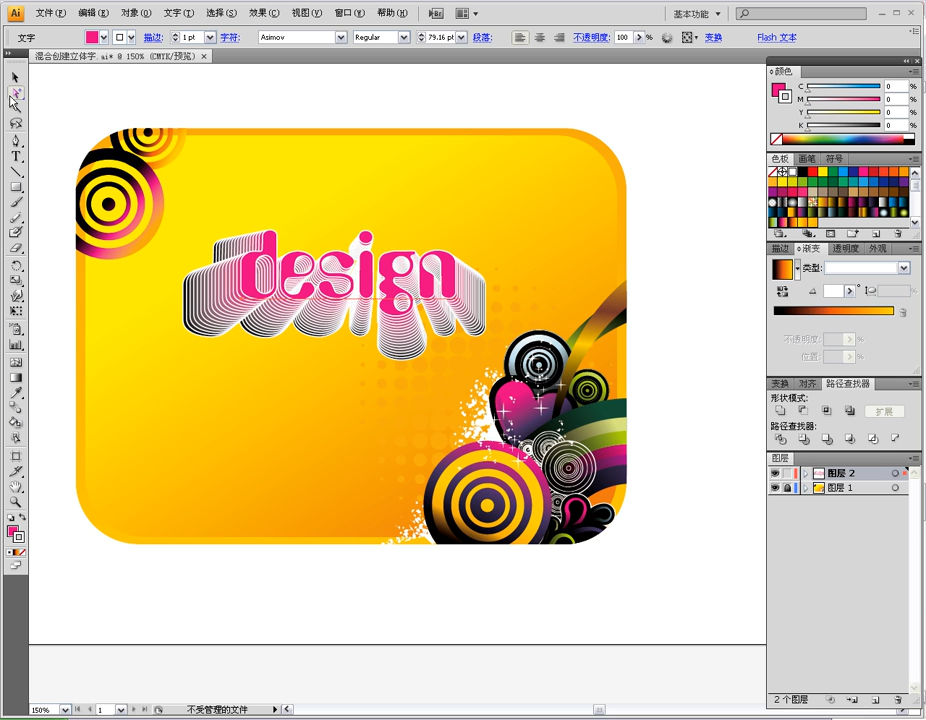 Ai 文件(F) 编辑(E) 对象(O) 文字(T) 选择(S) 效果(C) 视图(V) 窗口(W) 帮助(H) Br 基本功能
文字 描边: 1 pt 字符: Asimov Regular 79.16 pt 段落: 不透明度: 100 % 变换 Flash 文本
混合创建立体字.ai* @ 150% (CMYK/预览) ×
颜色
C 0 %
M 0 %
Y 0 %
K 0 %
色板 画笔 符号
描边 渐变 透明度 外观
类型:
不透明度: %
位置: %
变换 对齐 路径查找器
形状模式:
扩展
路径查找器:
图层
图层 2
图层 1
design
2 个图层
150% 1 不受管理的文件